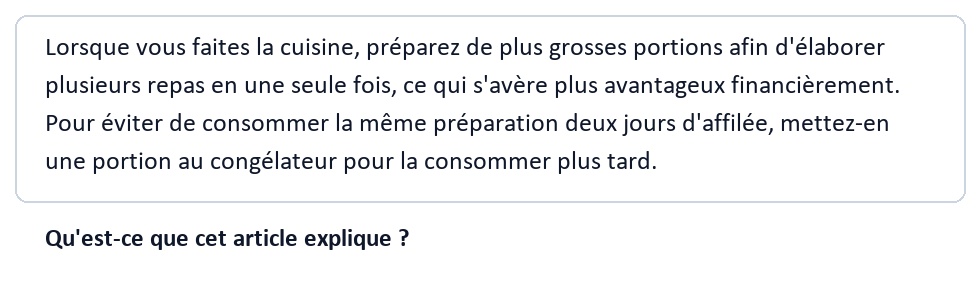 Lorsque vous faites la cuisine, préparez de plus grosses portions afin d'élaborer
plusieurs repas en une seule fois, ce qui s'avère plus avantageux financièrement.
Pour éviter de consommer la même préparation deux jours d'affilée, mettez-en
une portion au congélateur pour la consommer plus tard.
Qu'est-ce que cet article explique ?